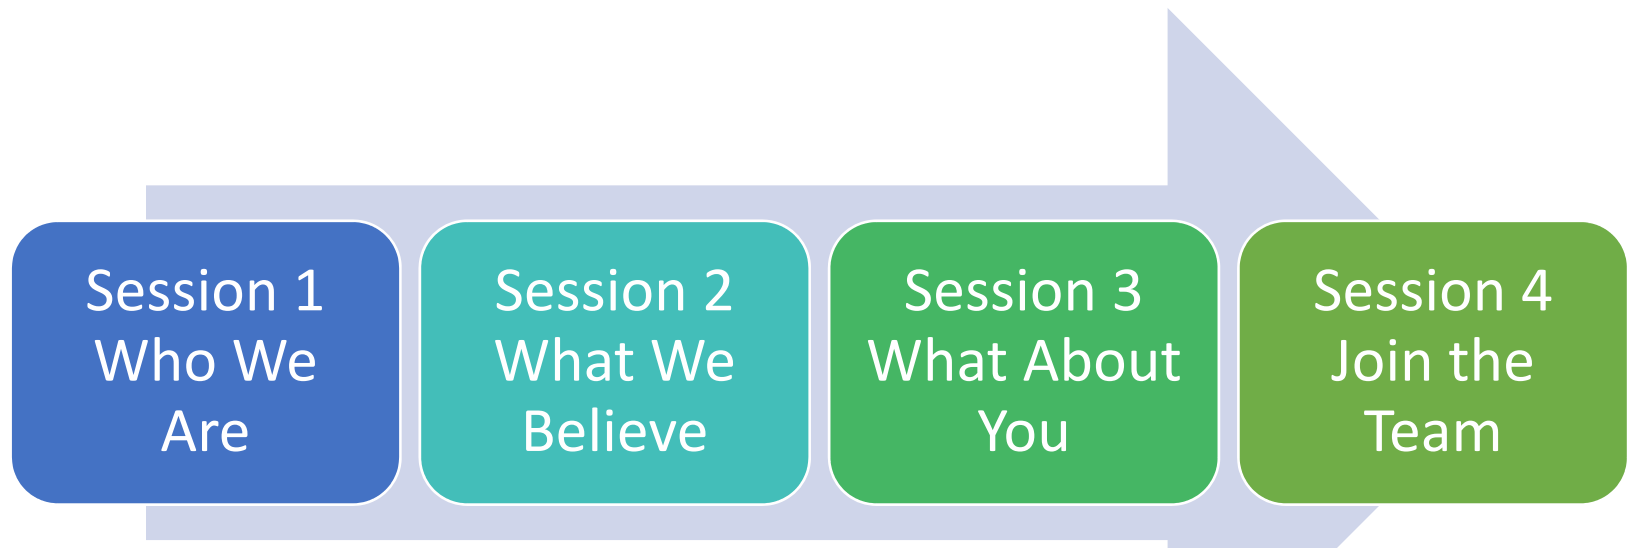 Session 1
Who We
Are
Session 2
What We
Believe
Session 3
What About
You
Session 4
Join the
Team